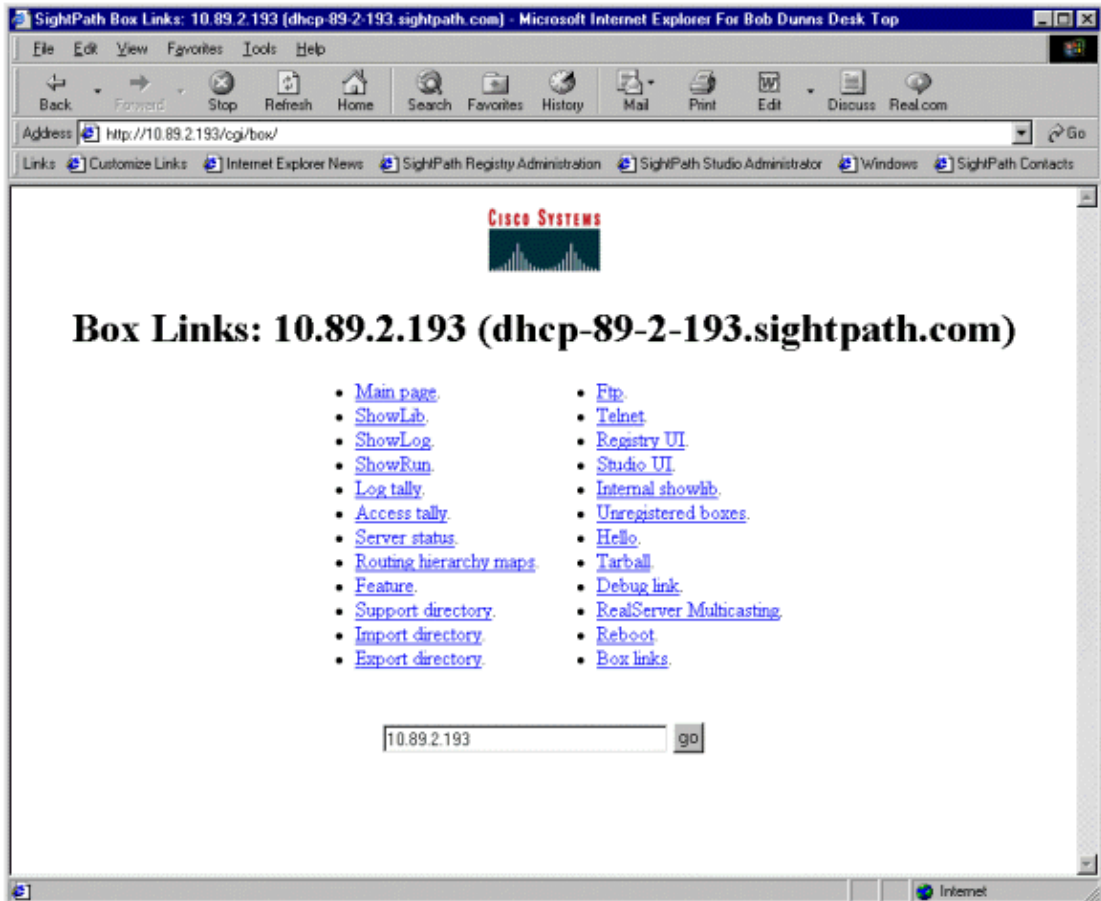 SightPath Box Links: 10.89.2.193 (dhcp-89-2-193.sightpath.com) - Microsoft Internet Explorer For Bob Dunns Desk Top
File Edit View Favorites Tools Help
Back Forward Stop Refresh Home Search Favorites History Mail Print Edit Discuss Real.com
Address http://10.89.2.193/cgi/box/ Go
Links Customize Links Internet Explorer News SightPath Registry Administration SightPath Studio Administrator Windows SightPath Contacts
CISCO SYSTEMS
Box Links: 10.89.2.193 (dhcp-89-2-193.sightpath.com)
Main page.
ShowLib.
ShowLog.
ShowRun.
Log tally.
Access tally.
Server status.
Routing hierarchy maps.
Feature.
Support directory.
Import directory.
Export directory.
Ftp.
Telnet.
Registry UI.
Studio UI.
Internal showlib.
Unregistered boxes.
Hello.
Tarball.
Debug link.
RealServer Multicasting.
Reboot.
Box links.
10.89.2.193 go
Internet